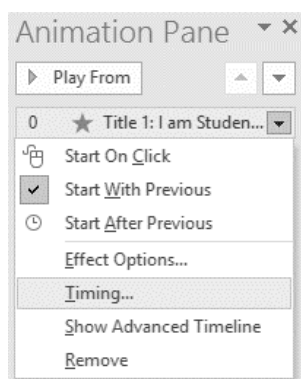 Animation Pane
Play From
0 Title 1: I am Studen...
Start On Click
Start With Previous
Start After Previous
Effect Options...
Timing...
Show Advanced Timeline
Remove